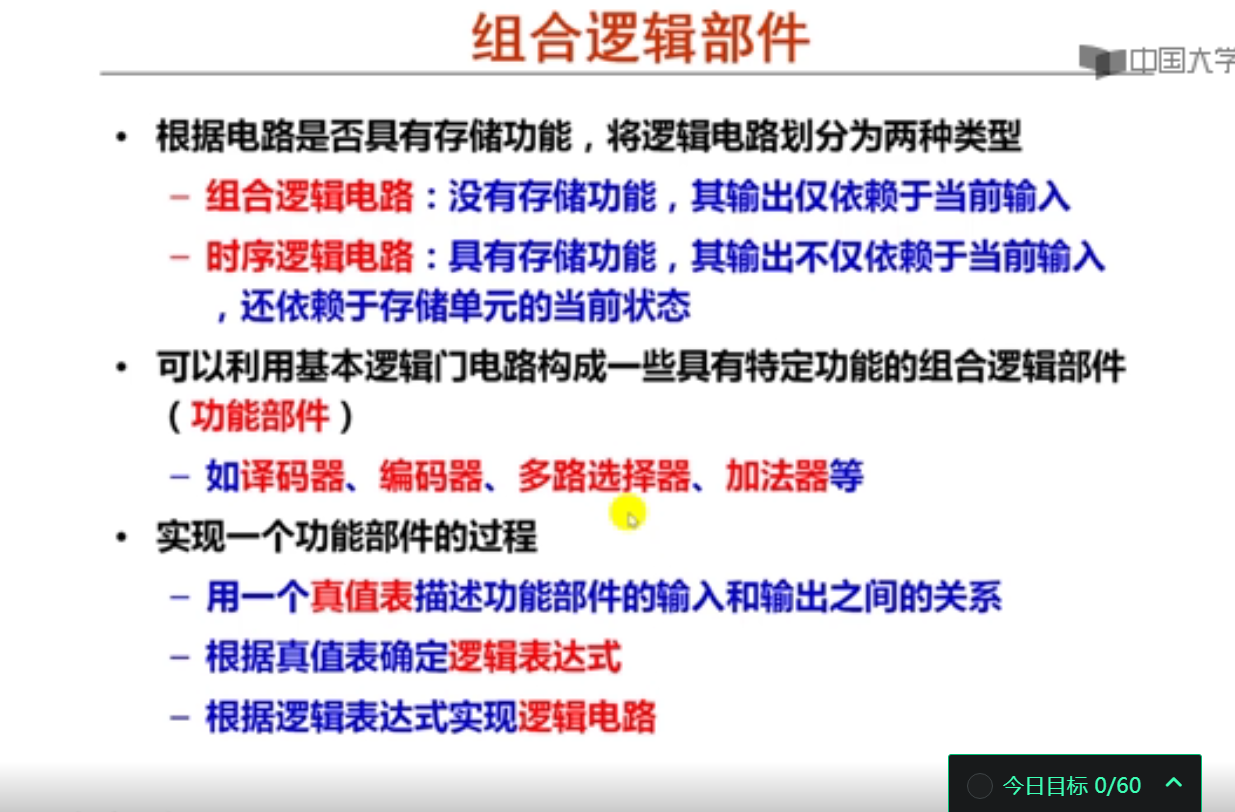 组合逻辑部件
中国大学
• 根据电路是否具有存储功能，将逻辑电路划分为两种类型
– 组合逻辑电路：没有存储功能，其输出仅依赖于当前输入
– 时序逻辑电路：具有存储功能，其输出不仅依赖于当前输入
，还依赖于存储单元的当前状态
• 可以利用基本逻辑门电路构成一些具有特定功能的组合逻辑部件
（功能部件）
– 如译码器、编码器、多路选择器、加法器等
• 实现一个功能部件的过程
– 用一个真值表描述功能部件的输入和输出之间的关系
– 根据真值表确定逻辑表达式
– 根据逻辑表达式实现逻辑电路
今日目标 0/60